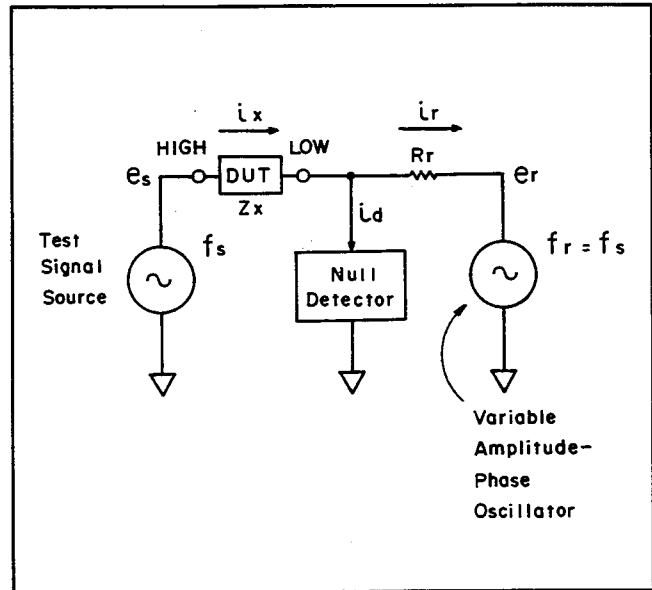 ix
ir
HIGH
DUT
LOW
Rr
es
er
Zx
id
fs
fr = fs
Test
Signal
Source
Null
Detector
Variable
Amplitude-
Phase
Oscillator